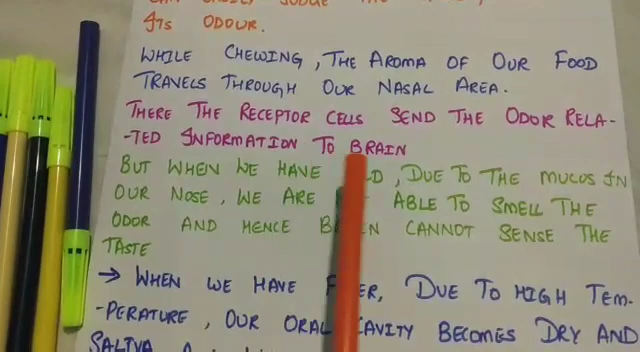 ITS ODOUR.
WHILE CHEWING, THE AROMA OF OUR FOOD
TRAVELS THROUGH OUR NASAL AREA.
THERE THE RECEPTOR CELLS SEND THE ODOR RELA-
-TED INFORMATION TO BRAIN
BUT WHEN WE HAVE , DUE TO THE MUCUS IN
OUR NOSE, WE ARE ABLE TO SMELL THE
ODOR AND HENCE CANNOT SENSE THE
TASTE
→ WHEN WE HAVE , DUE TO HIGH TEM-
-PERATURE, OUR ORAL CAVITY BECOMES DRY AND
SALIVA